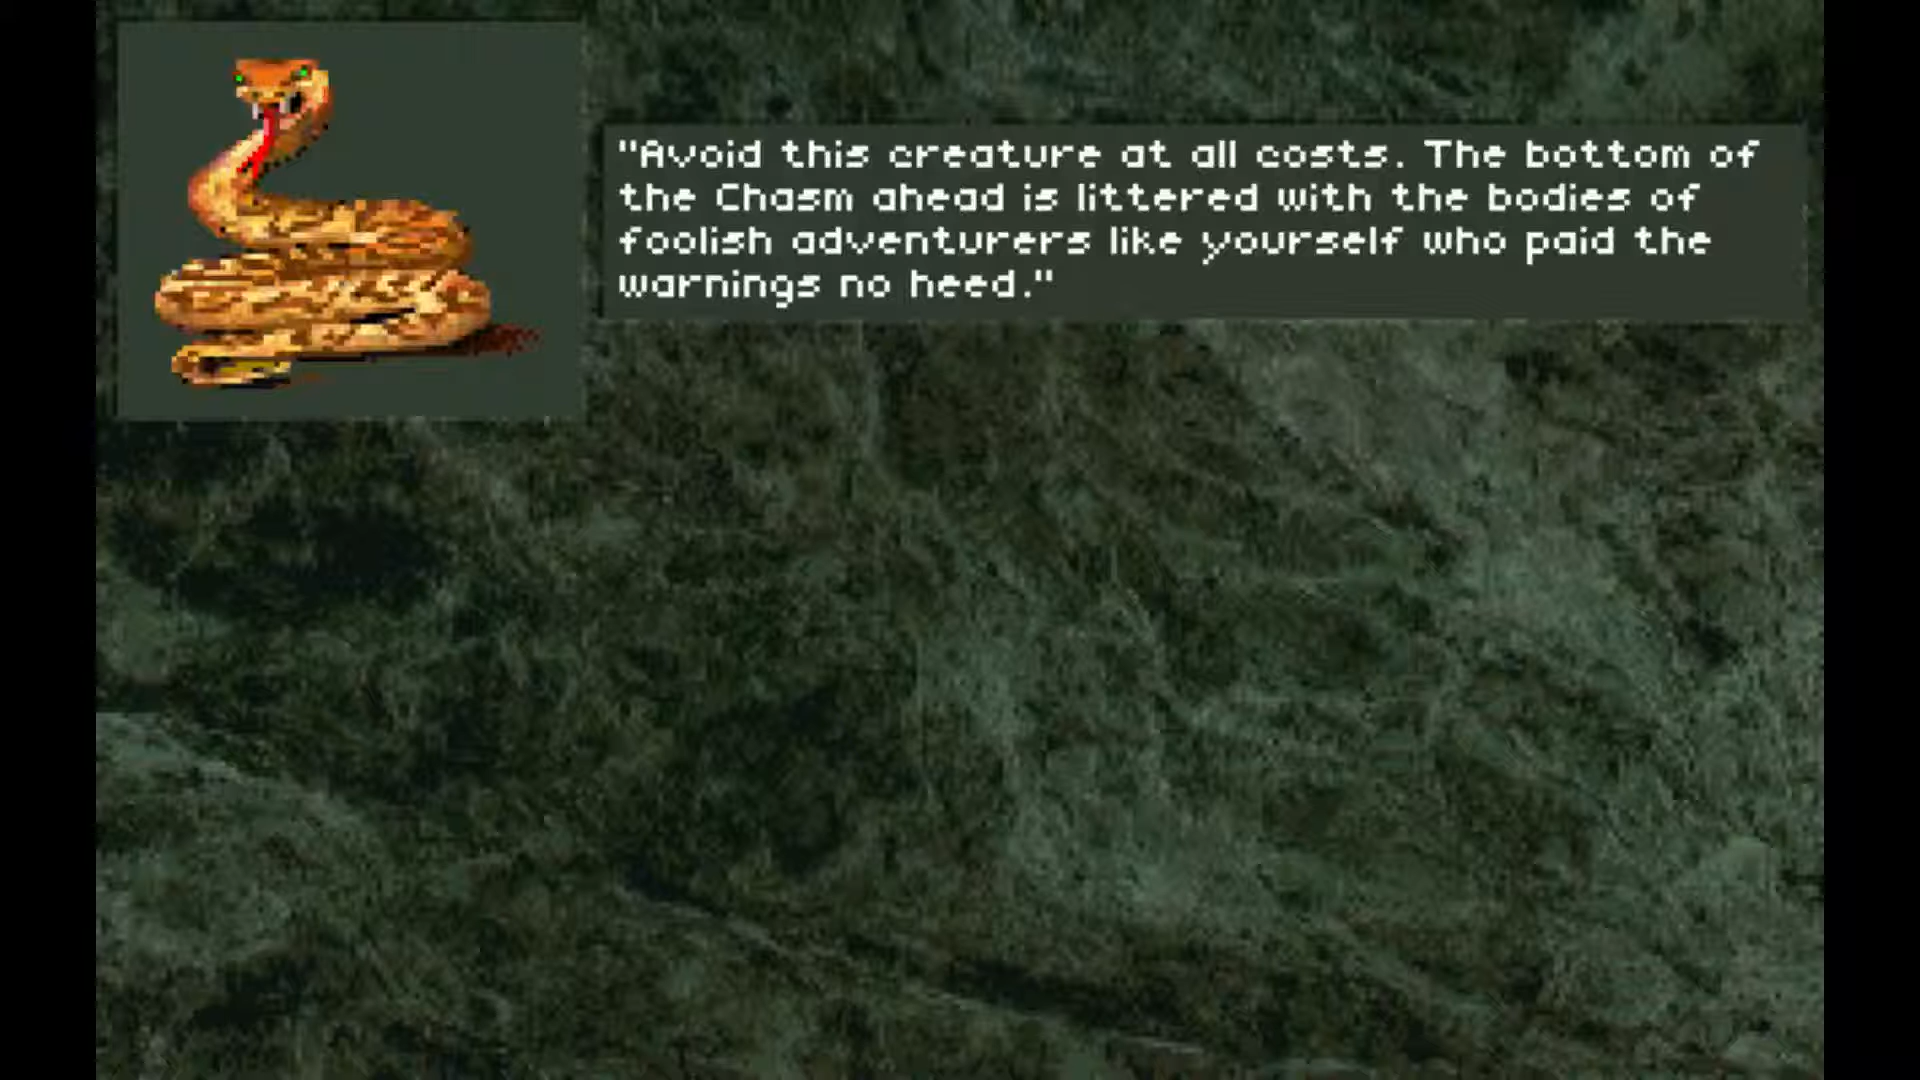 "Avoid this creature at all costs. The bottom of
the Chasm ahead is littered with the bodies of
foolish adventurers like yourself who paid the
warnings no heed."